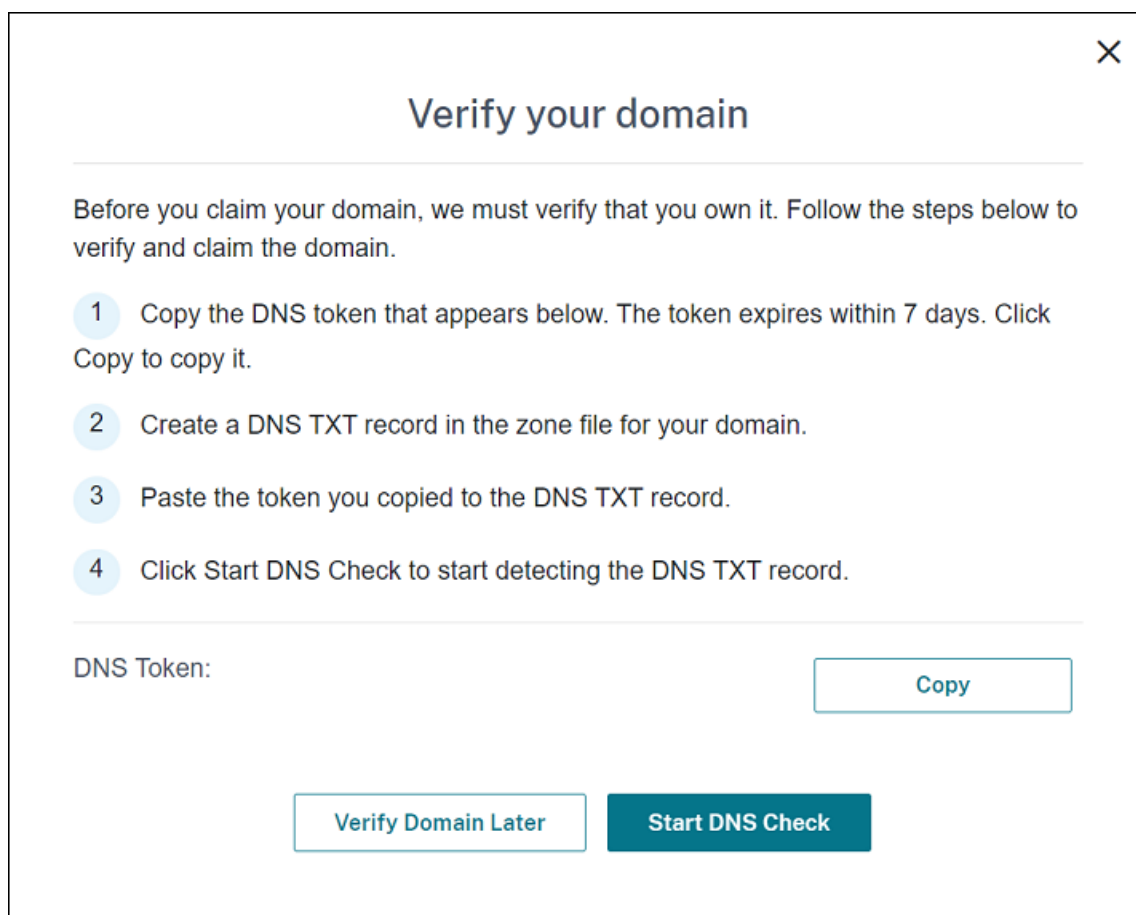 Verify your domain
Before you claim your domain, we must verify that you own it. Follow the steps below to
verify and claim the domain.
1 Copy the DNS token that appears below. The token expires within 7 days. Click
Copy to copy it.
2 Create a DNS TXT record in the zone file for your domain.
3 Paste the token you copied to the DNS TXT record.
4 Click Start DNS Check to start detecting the DNS TXT record.
DNS Token:
Copy
Verify Domain Later
Start DNS Check